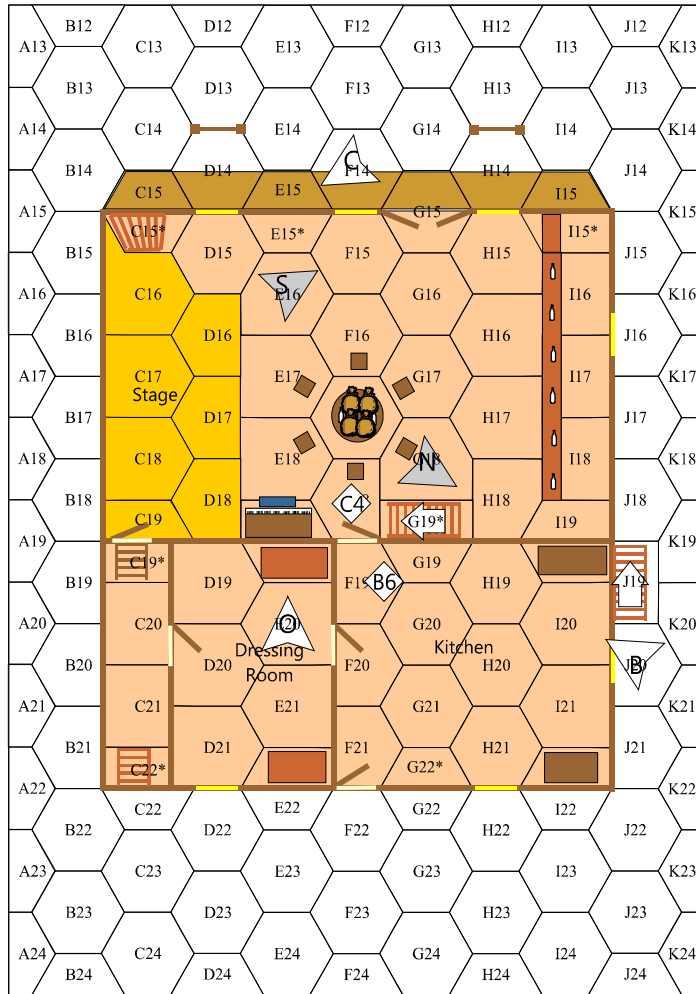 B12 D12 F12 H12 J12
A13 C13 E13 G13 I13 K13
B13 D13 F13 H13 J13
A14 C14 E14 G14 I14 K14
C
B14 D14 F14 H14 J14
C15 E15 I15
A15 G15 K15
C15* E15* I15*
B15 D15 F15 H15 J15
S
A16 C16 E16 G16 I16 K16
B16 D16 F16 H16 J16
A17 C17 E17 G17 I17 K17
Stage
B17 D17 H17 J17
A18 C18 E18 G18 N I18 K18
B18 D18 C4 H18 J18
C19 G19* I19
A19 K19
C19* G19
B19 D19 F19 B6 H19 J19
A20 C20 E20 O G20 I20 K20
Dressing
Room
Kitchen
B20 D20 F20 H20 J20 B
A21 C21 E21 G21 I21 K21
B21 D21 F21 H21 J21
C22* G22*
A22 K22
C22 E22 G22 I22
B22 D22 F22 H22 J22
A23 C23 E23 G23 I23 K23
B23 D23 F23 H23 J23
A24 C24 E24 G24 I24 K24
B24 D24 F24 H24 J24